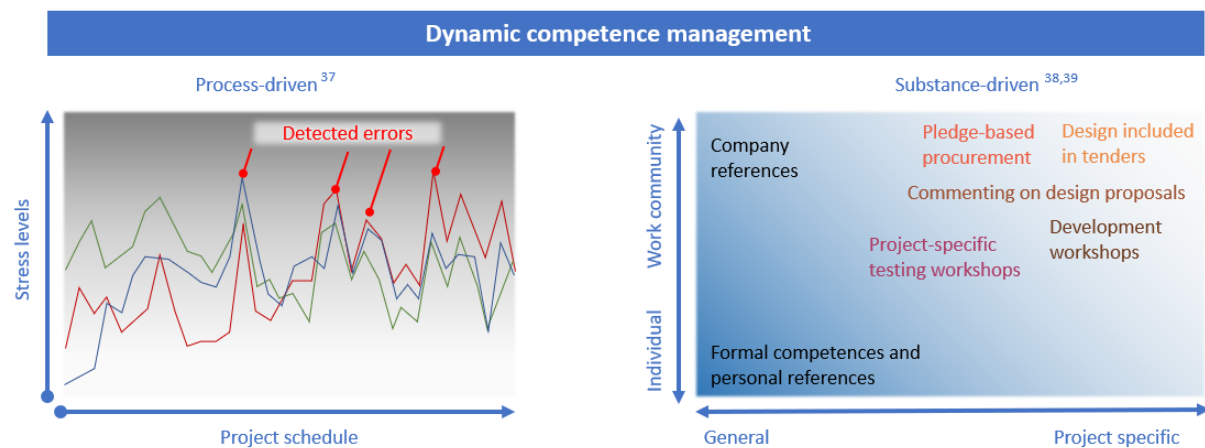 Dynamic competence management
Process-driven 37
Detected errors
Stress levels
Project schedule
Substance-driven 38,39
Work community
Individual
Company
references
Pledge-based
procurement
Design included
in tenders
Commenting on design proposals
Project-specific
testing workshops
Development
workshops
Formal competences and
personal references
General
Project specific